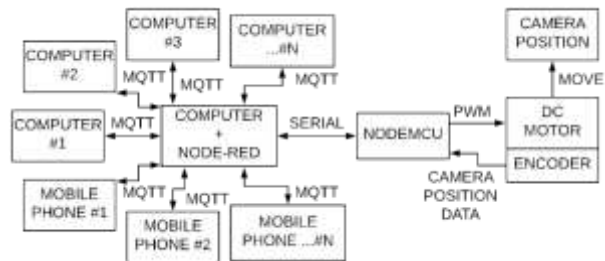 COMPUTER
#3
COMPUTER
...#N
CAMERA
POSITION
COMPUTER
#2
MQTT
MQTT
MQTT
MOVE
COMPUTER
#1
MQTT
COMPUTER
+
NODE-RED
SERIAL
NODEMCU
PWM
DC
MOTOR
ENCODER
MQTT
MOBILE
PHONE #1
MQTT
MQTT
CAMERA
POSITION
DATA
MOBILE
PHONE #2
MOBILE
PHONE ...#N